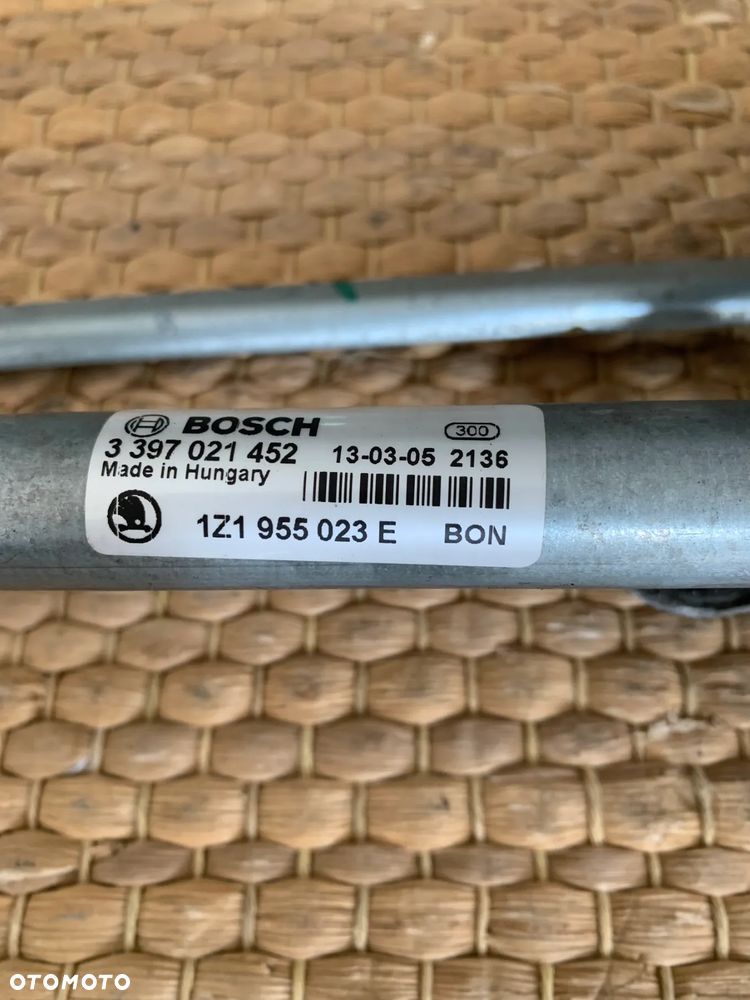 BOSCH
300
3 397 021 452 13-03-05 2136
Made in Hungary
1Z1 955 023 E BON
OTOMOTO